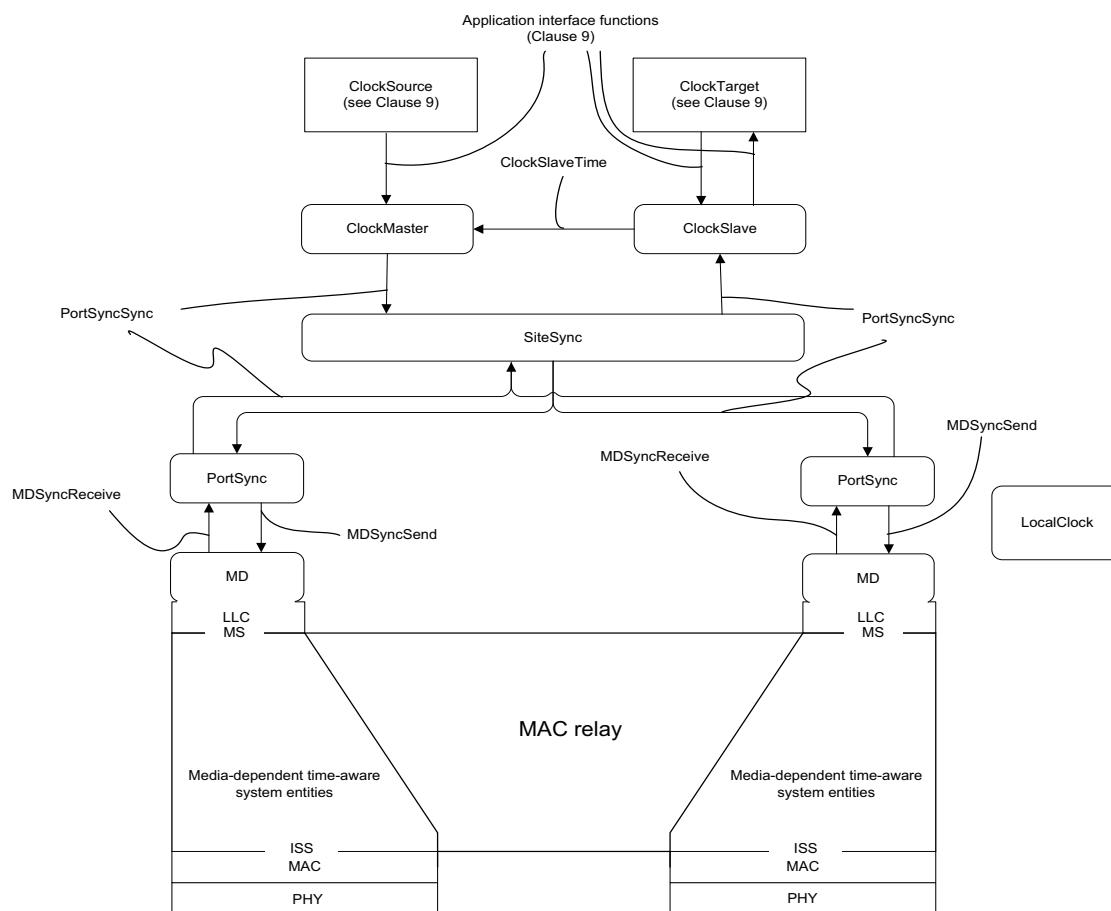 Application interface functions
(Clause 9)
ClockSource
(see Clause 9)
ClockTarget
(see Clause 9)
ClockSlaveTime
ClockMaster
ClockSlave
PortSyncSync
PortSyncSync
SiteSync
MDSyncSend
MDSyncReceive
PortSync
PortSync
MDSyncReceive
LocalClock
MDSyncSend
MD
MD
LLC
MS
LLC
MS
MAC relay
Media-dependent time-aware
system entities
Media-dependent time-aware
system entities
ISS
MAC
PHY
ISS
MAC
PHY